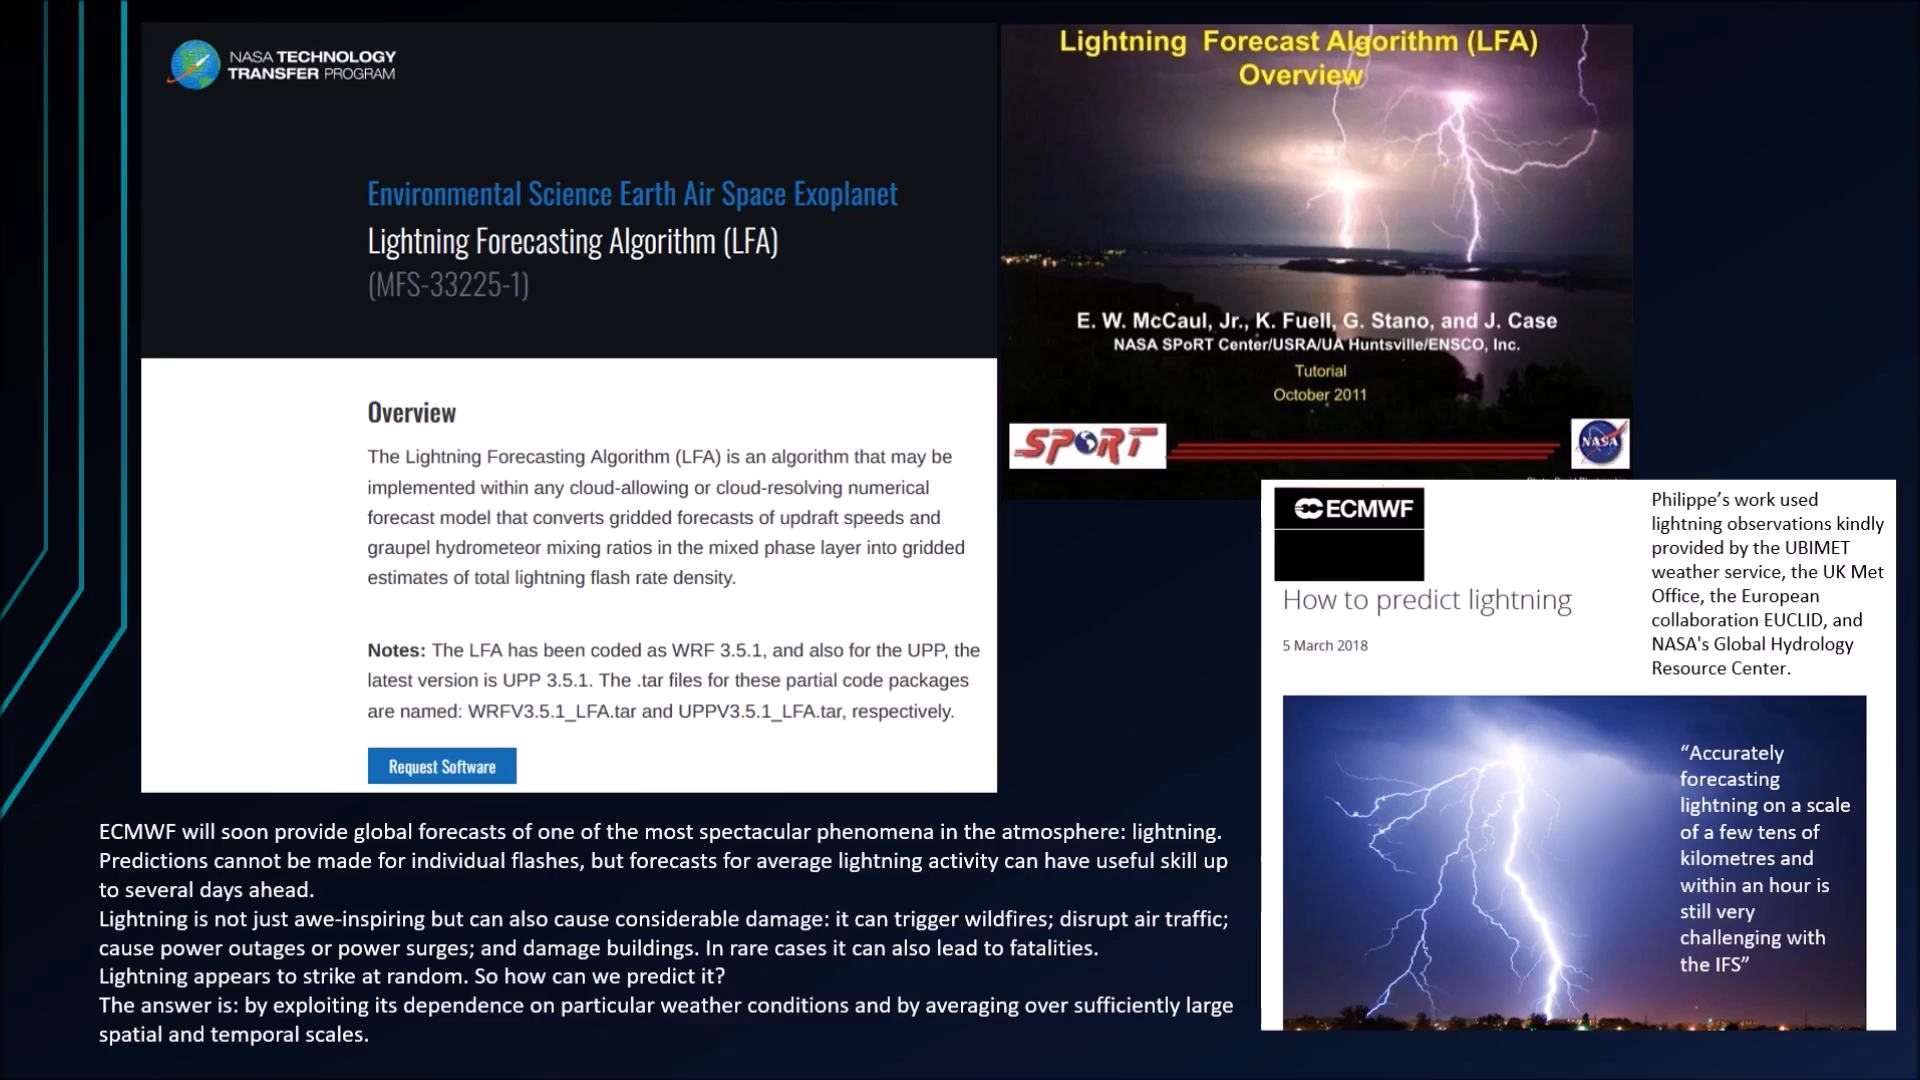 NASA TECHNOLOGY
TRANSFER PROGRAM
Environmental Science Earth Air Space Exoplanet
Lightning Forecasting Algorithm (LFA)
(MFS-33225-1)
Overview
The Lightning Forecasting Algorithm (LFA) is an algorithm that may be
implemented within any cloud-allowing or cloud-resolving numerical
forecast model that converts gridded forecasts of updraft speeds and
graupel hydrometeor mixing ratios in the mixed phase layer into gridded
estimates of total lightning flash rate density.
Notes: The LFA has been coded as WRF 3.5.1, and also for the UPP, the
latest version is UPP 3.5.1. The .tar files for these partial code packages
are named: WRFV3.5.1_LFA.tar and UPPV3.5.1_LFA.tar, respectively.
Request Software
Lightning Forecast Algorithm (LFA)
Overview
E. W. McCaul, Jr., K. Fuell, G. Stano, and J. Case
NASA SPoRT Center/USRA/UA Huntsville/ENSCO, Inc.
Tutorial
October 2011
SPoRT
NASA
ECMWF
How to predict lightning
5 March 2018
Philippe’s work used
lightning observations kindly
provided by the UBIMET
weather service, the UK Met
Office, the European
collaboration EUCLID, and
NASA's Global Hydrology
Resource Center.
“Accurately
forecasting
lightning on a scale
of a few tens of
kilometres and
within an hour is
still very
challenging with
the IFS”
ECMWF will soon provide global forecasts of one of the most spectacular phenomena in the atmosphere: lightning.
Predictions cannot be made for individual flashes, but forecasts for average lightning activity can have useful skill up
to several days ahead.
Lightning is not just awe-inspiring but can also cause considerable damage: it can trigger wildfires; disrupt air traffic;
cause power outages or power surges; and damage buildings. In rare cases it can also lead to fatalities.
Lightning appears to strike at random. So how can we predict it?
The answer is: by exploiting its dependence on particular weather conditions and by averaging over sufficiently large
spatial and temporal scales.